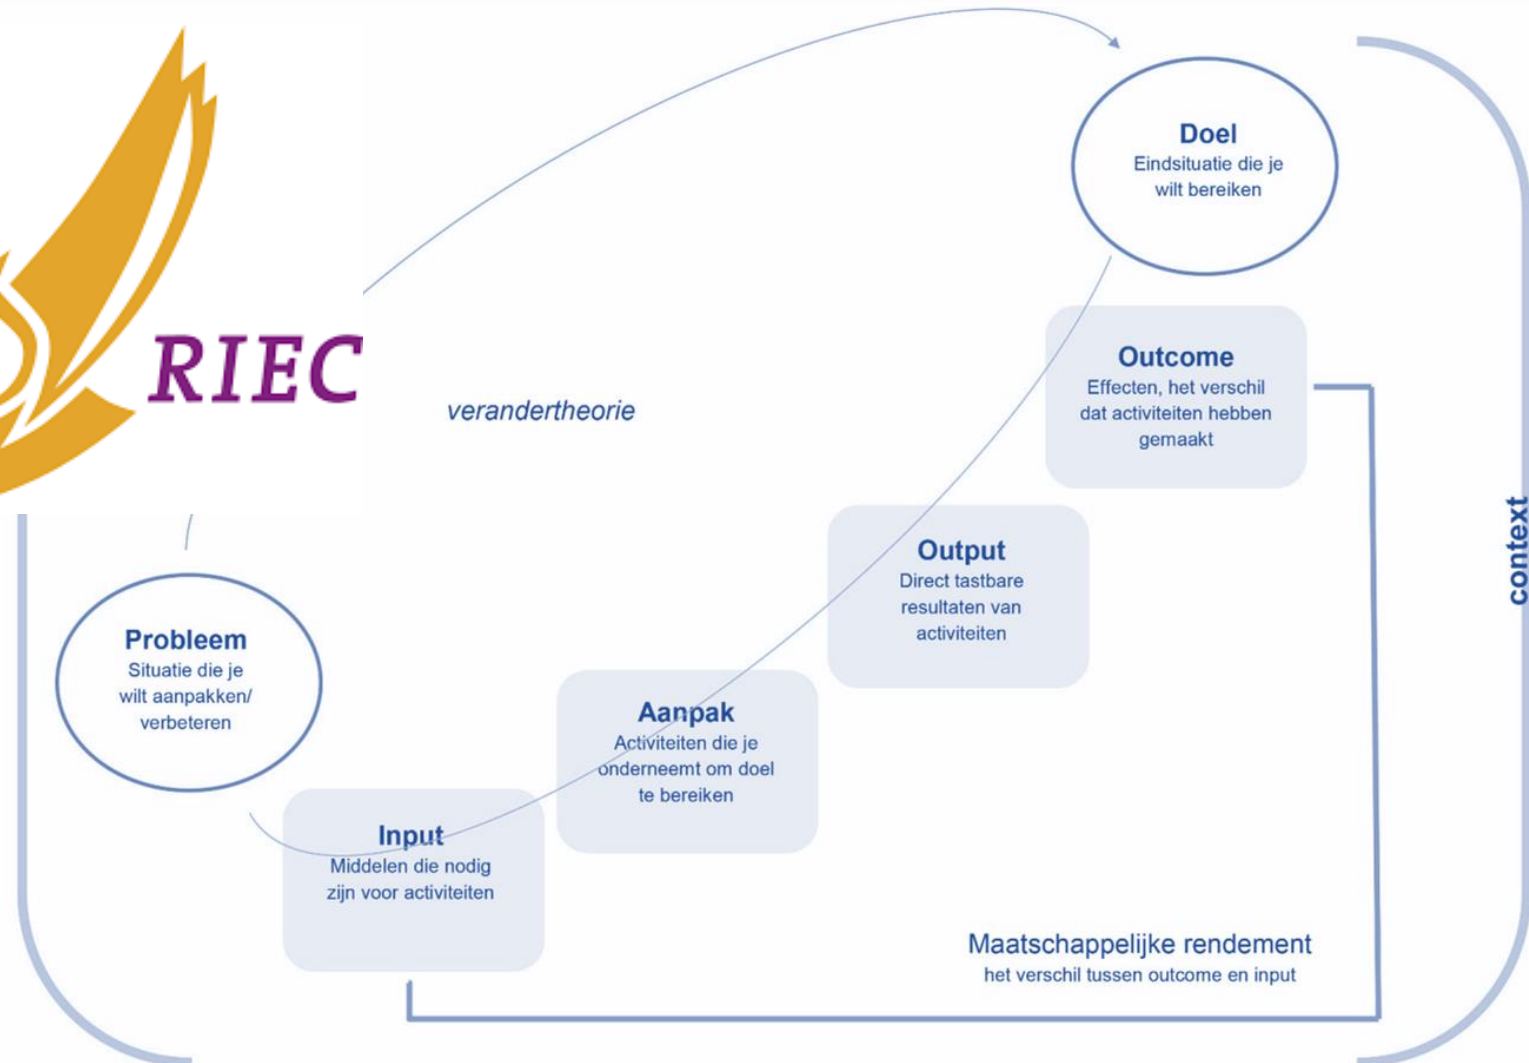 RIEC
verandertheorie
Doel
Eindsituatie die je
wilt bereiken
Outcome
Effecten, het verschil
dat activiteiten hebben
gemaakt
Output
Direct tastbare
resultaten van
activiteiten
context
Probleem
Situatie die je
wilt aanpakken/
verbeteren
Aanpak
Activiteiten die je
onderneemt om doel
te bereiken
Input
Middelen die nodig
zijn voor activiteiten
Maatschappelijke rendement
het verschil tussen outcome en input